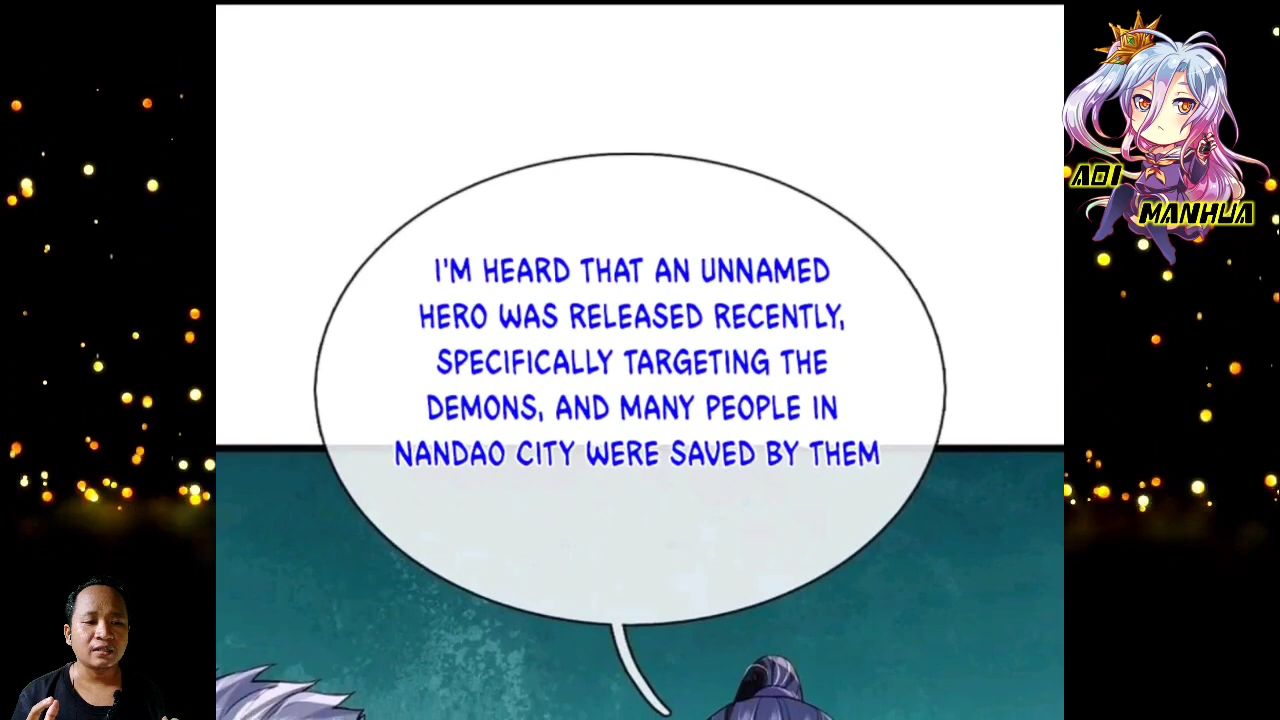 I'M HEARD THAT AN UNNAMED
HERO WAS RELEASED RECENTLY,
SPECIFICALLY TARGETING THE
DEMONS, AND MANY PEOPLE IN
NANDAO CITY WERE SAVED BY THEM
AOI
MANHUA